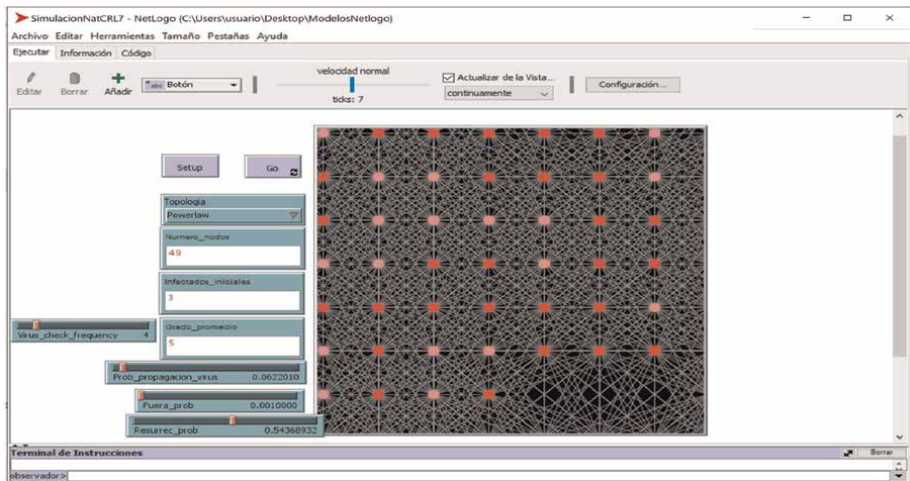 SimulacionNatCRL7 - NetLogo (C:\Users\usuario\Desktop\ModelosNetlogo)
Archivo Editar Herramientas Tamaño Pestañas Ayuda
Ejecutar Información Código
Editar Borrar Añadir
abc Botón
velocidad normal
ticks: 7
Actualizar de la Vista...
continuamente
Configuración...
Setup
Go
Topologia
Powerlaw
Numero_nodos
49
Infectados_iniciales
3
Virus_check_frequency 4
Grado_promedio
5
Prob_propagacion_virus 0.0622010
Fuera_prob 0.0010000
Resurrec_prob 0.54368932
Terminal de Instrucciones
Borrar
observador>